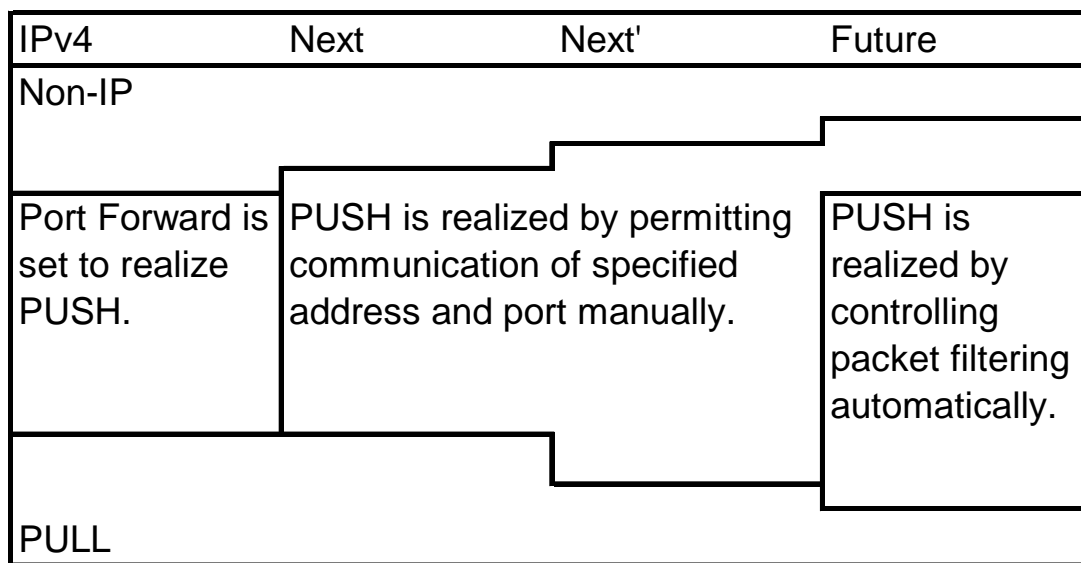 IPv4 Next Next' Future
Non-IP
Port Forward is
set to realize
PUSH.
PUSH is realized by permitting
communication of specified
address and port manually.
PUSH is
realized by
controlling
packet filtering
automatically.
PULL